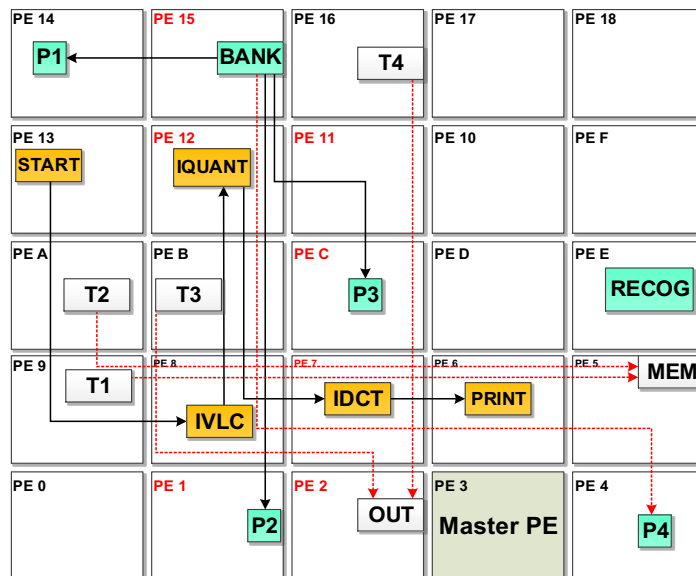 PE 14
PE 15
PE 16
PE 17
PE 18
P1
BANK
T4
PE 13
PE 12
PE 11
PE 10
PE F
START
IQUANT
PE A
PE B
PE C
PE D
PE E
T2
T3
P3
RECOG
PE 9
PE 8
PE 7
PE 6
PE 5
MEM
T1
IVLC
IDCT
PRINT
PE 0
PE 1
PE 2
PE 3
PE 4
P2
OUT
Master PE
P4